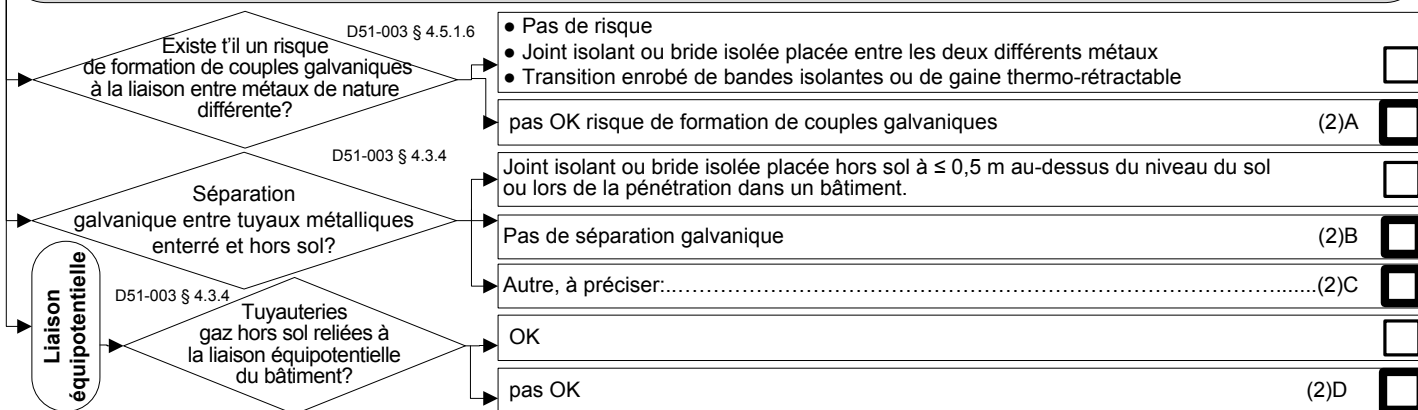 D51-003 § 4.5.1.6
Existe t'il un risque
de formation de couples galvaniques
à la liaison entre métaux de nature
différente?
● Pas de risque
● Joint isolant ou bride isolée placée entre les deux différents métaux
● Transition enrobé de bandes isolantes ou de gaine thermo-rétractable
pas OK risque de formation de couples galvaniques (2)A
D51-003 § 4.3.4
Séparation
galvanique entre tuyaux métalliques
enterré et hors sol?
Joint isolant ou bride isolée placée hors sol à ≤ 0,5 m au-dessus du niveau du sol
ou lors de la pénétration dans un bâtiment.
Pas de séparation galvanique (2)B
Autre, à préciser:..................................................................................(2)C
Liaison
équipotentielle
D51-003 § 4.3.4
Tuyauteries
gaz hors sol reliées à
la liaison équipotentielle
du bâtiment?
OK
pas OK (2)D